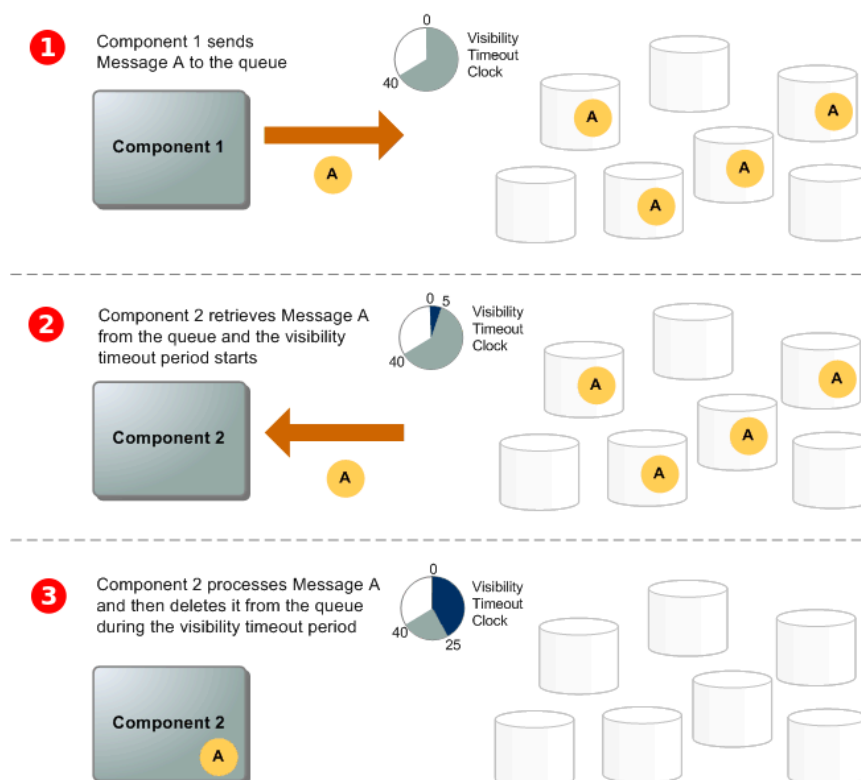 1
Component 1 sends
Message A to the queue
0
40
Visibility
Timeout
Clock
Component 1
A
A
A
A
A
2
Component 2 retrieves Message A
from the queue and the visibility
timeout period starts
0 5
40
Visibility
Timeout
Clock
Component 2
A
A
A
A
A
3
Component 2 processes Message A
and then deletes it from the queue
during the visibility timeout period
0
40
25
Visibility
Timeout
Clock
Component 2
A